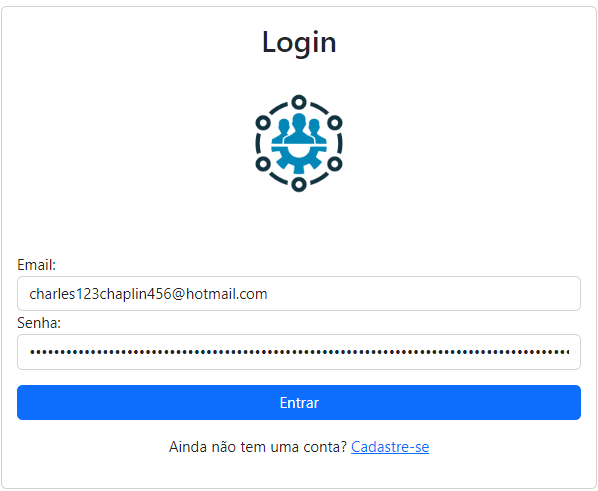 Login
Email:
charles123chaplin456@hotmail.com
Senha:
Entrar
Ainda não tem uma conta? Cadastre-se